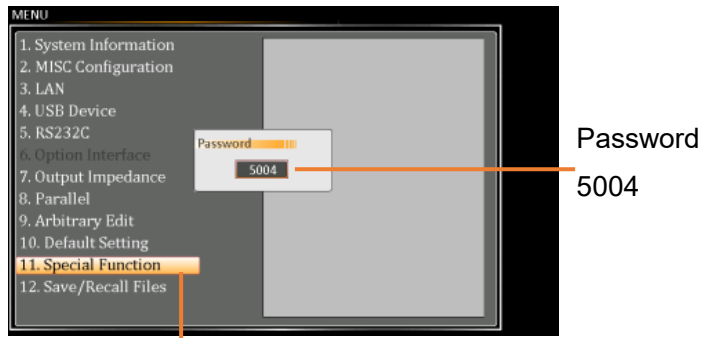 MENU
1. System Information
2. MISC Configuration
3. LAN
4. USB Device
5. RS232C
6. Option Interface
7. Output Impedance
8. Parallel
9. Arbitrary Edit
10. Default Setting
11. Special Function
12. Save/Recall Files
Password
5004
Password
5004